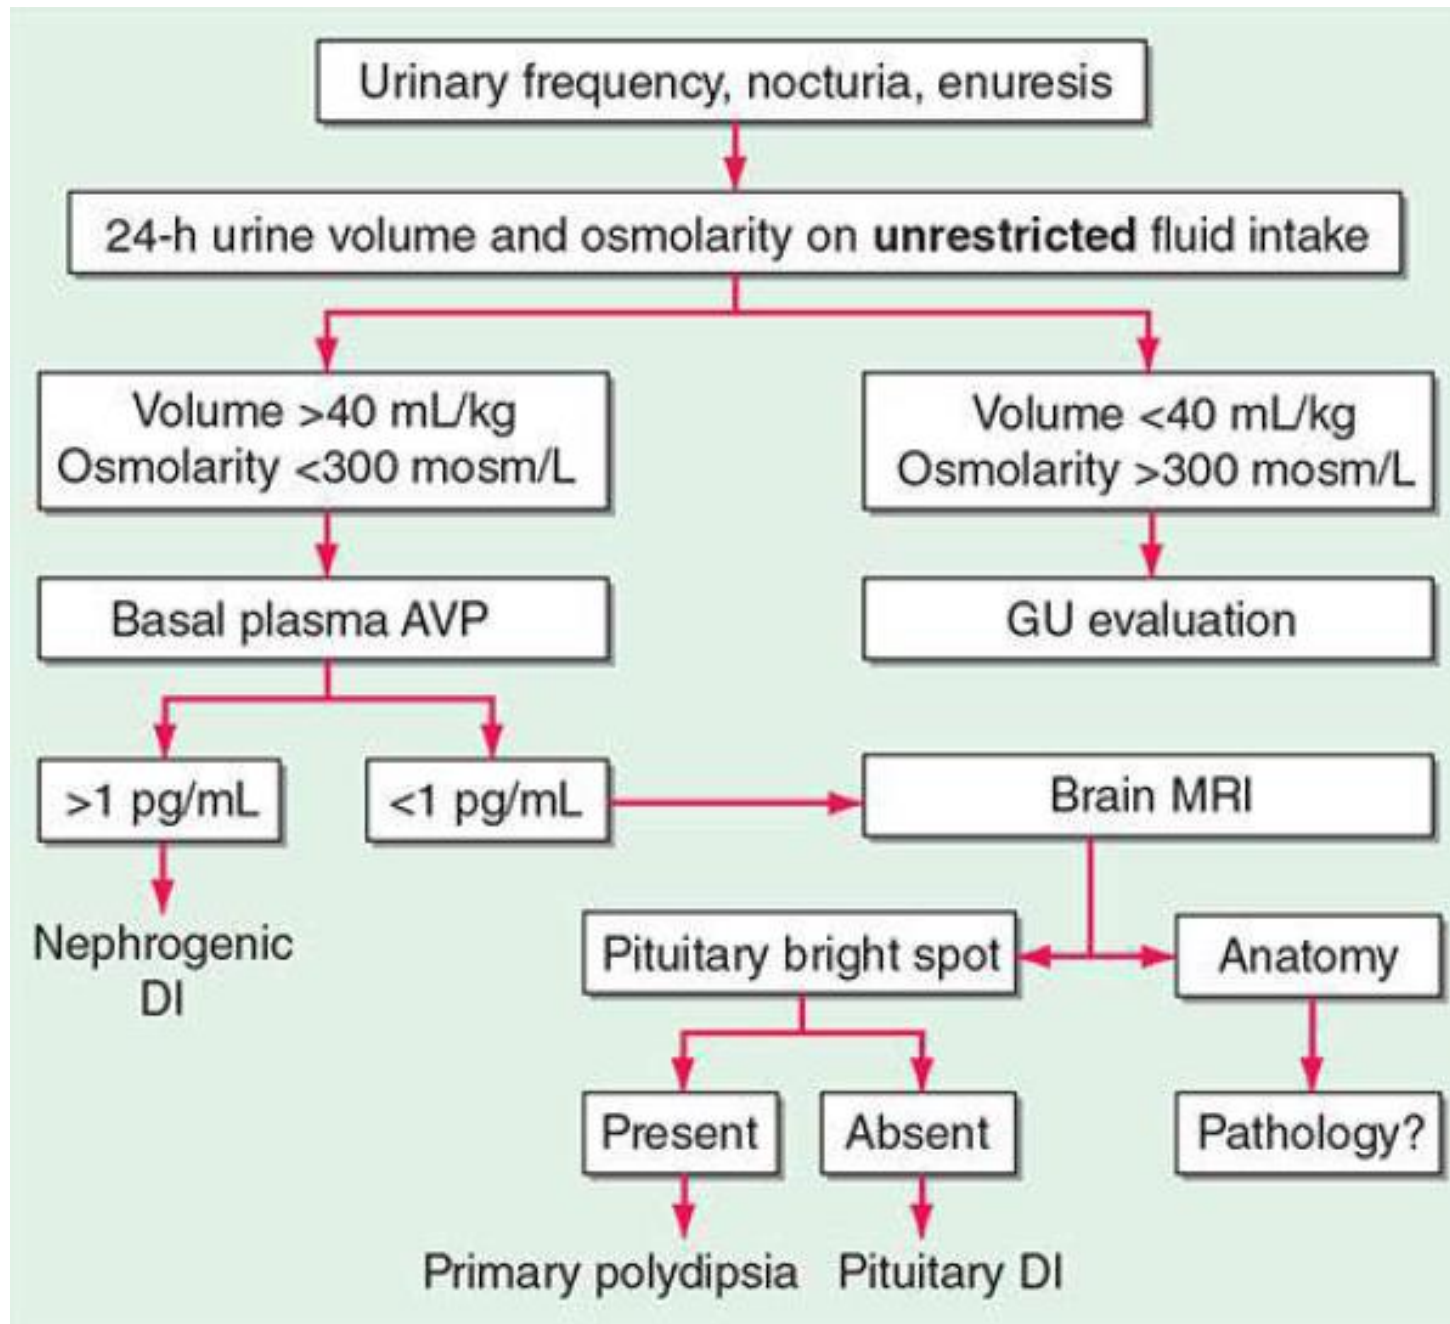 Urinary frequency, nocturia, enuresis
24-h urine volume and osmolarity on unrestricted fluid intake
Volume >40 mL/kg
Osmolarity <300 mosm/L
Volume <40 mL/kg
Osmolarity >300 mosm/L
Basal plasma AVP
GU evaluation
>1 pg/mL
<1 pg/mL
Brain MRI
Nephrogenic
DI
Pituitary bright spot
Anatomy
Present
Absent
Pathology?
Primary polydipsia
Pituitary DI